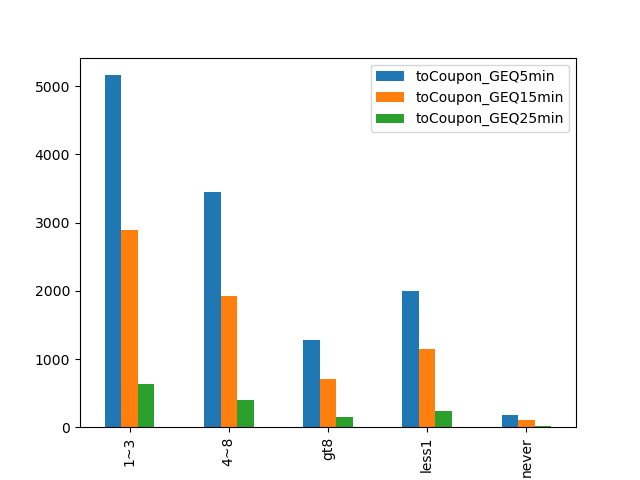 toCoupon_GEQ5min
toCoupon_GEQ15min
toCoupon_GEQ25min
5000
4000
3000
2000
1000
0
1~3
4~8
gt8
less1
never